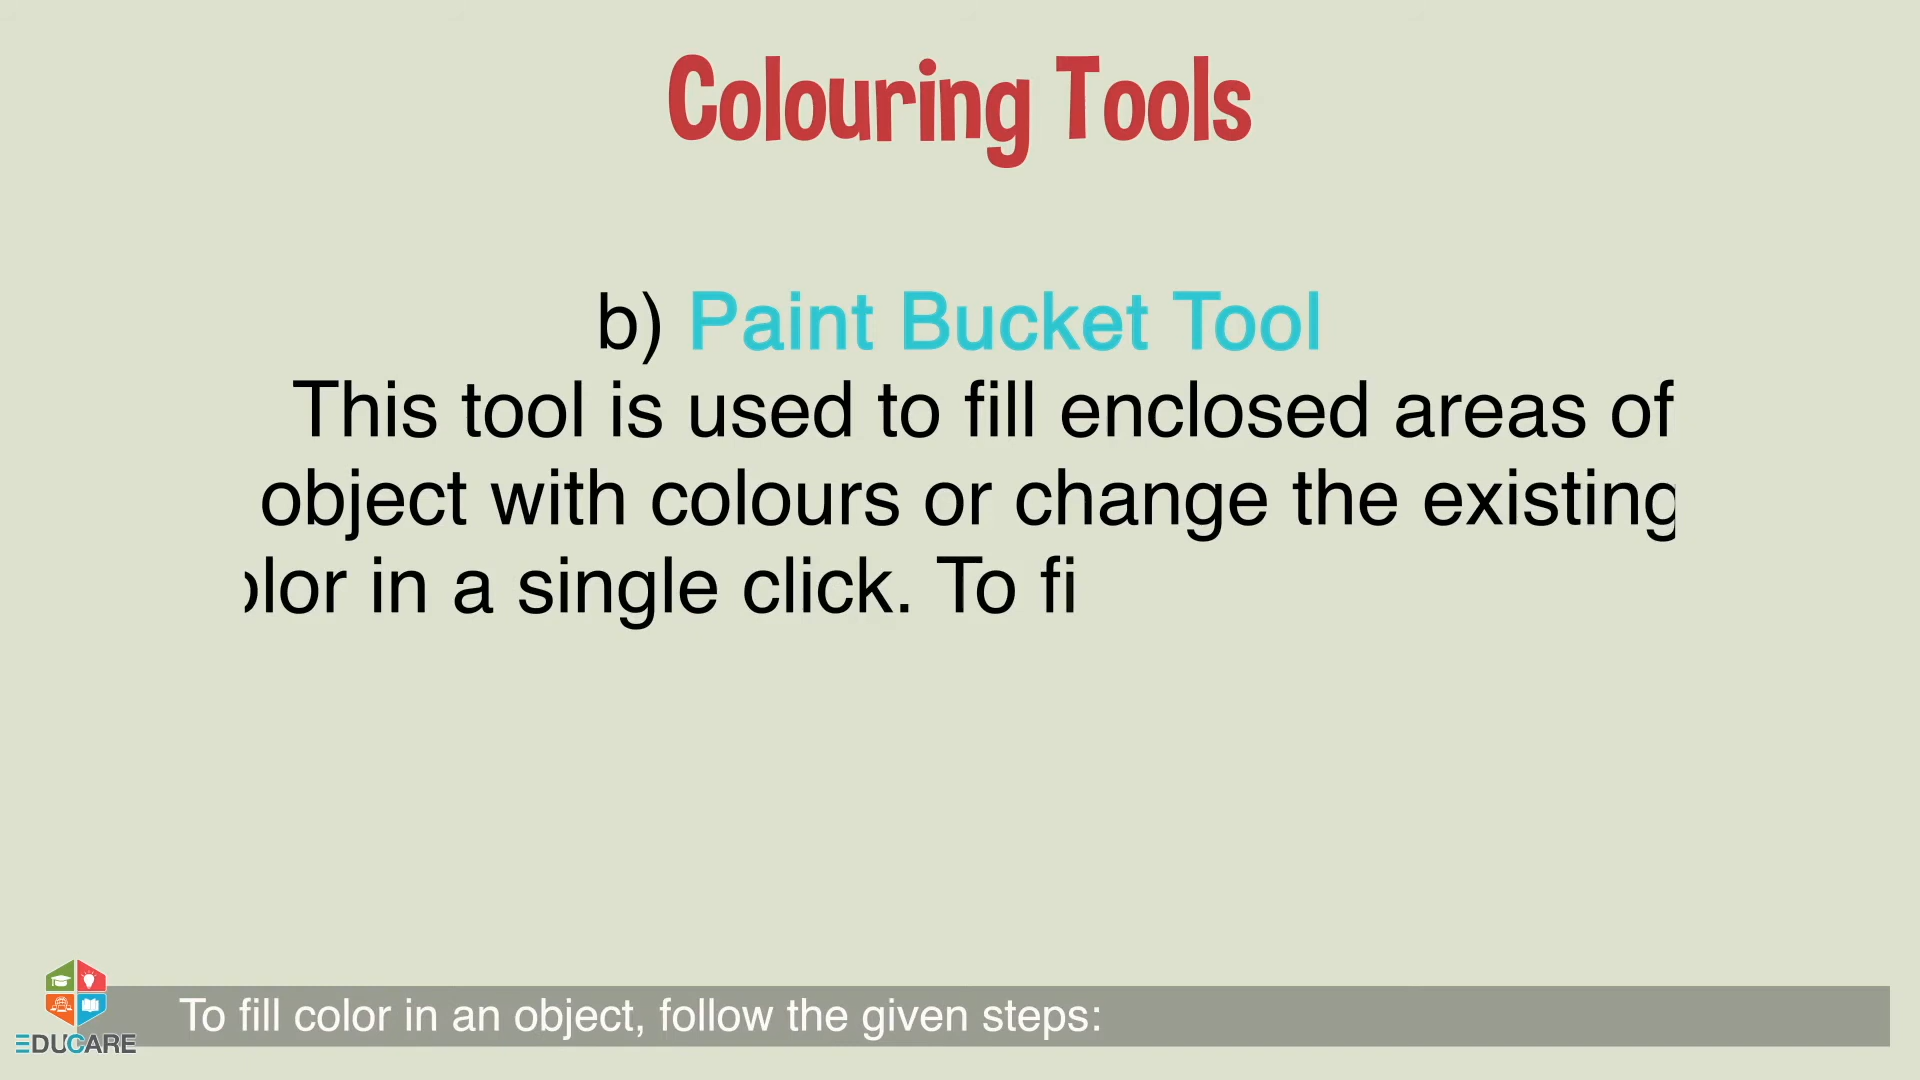 Colouring Tools
b) Paint Bucket Tool
This tool is used to fill enclosed areas of
object with colours or change the existing
olor in a single click. To fi
To fill color in an object, follow the given steps:
EDUCARE